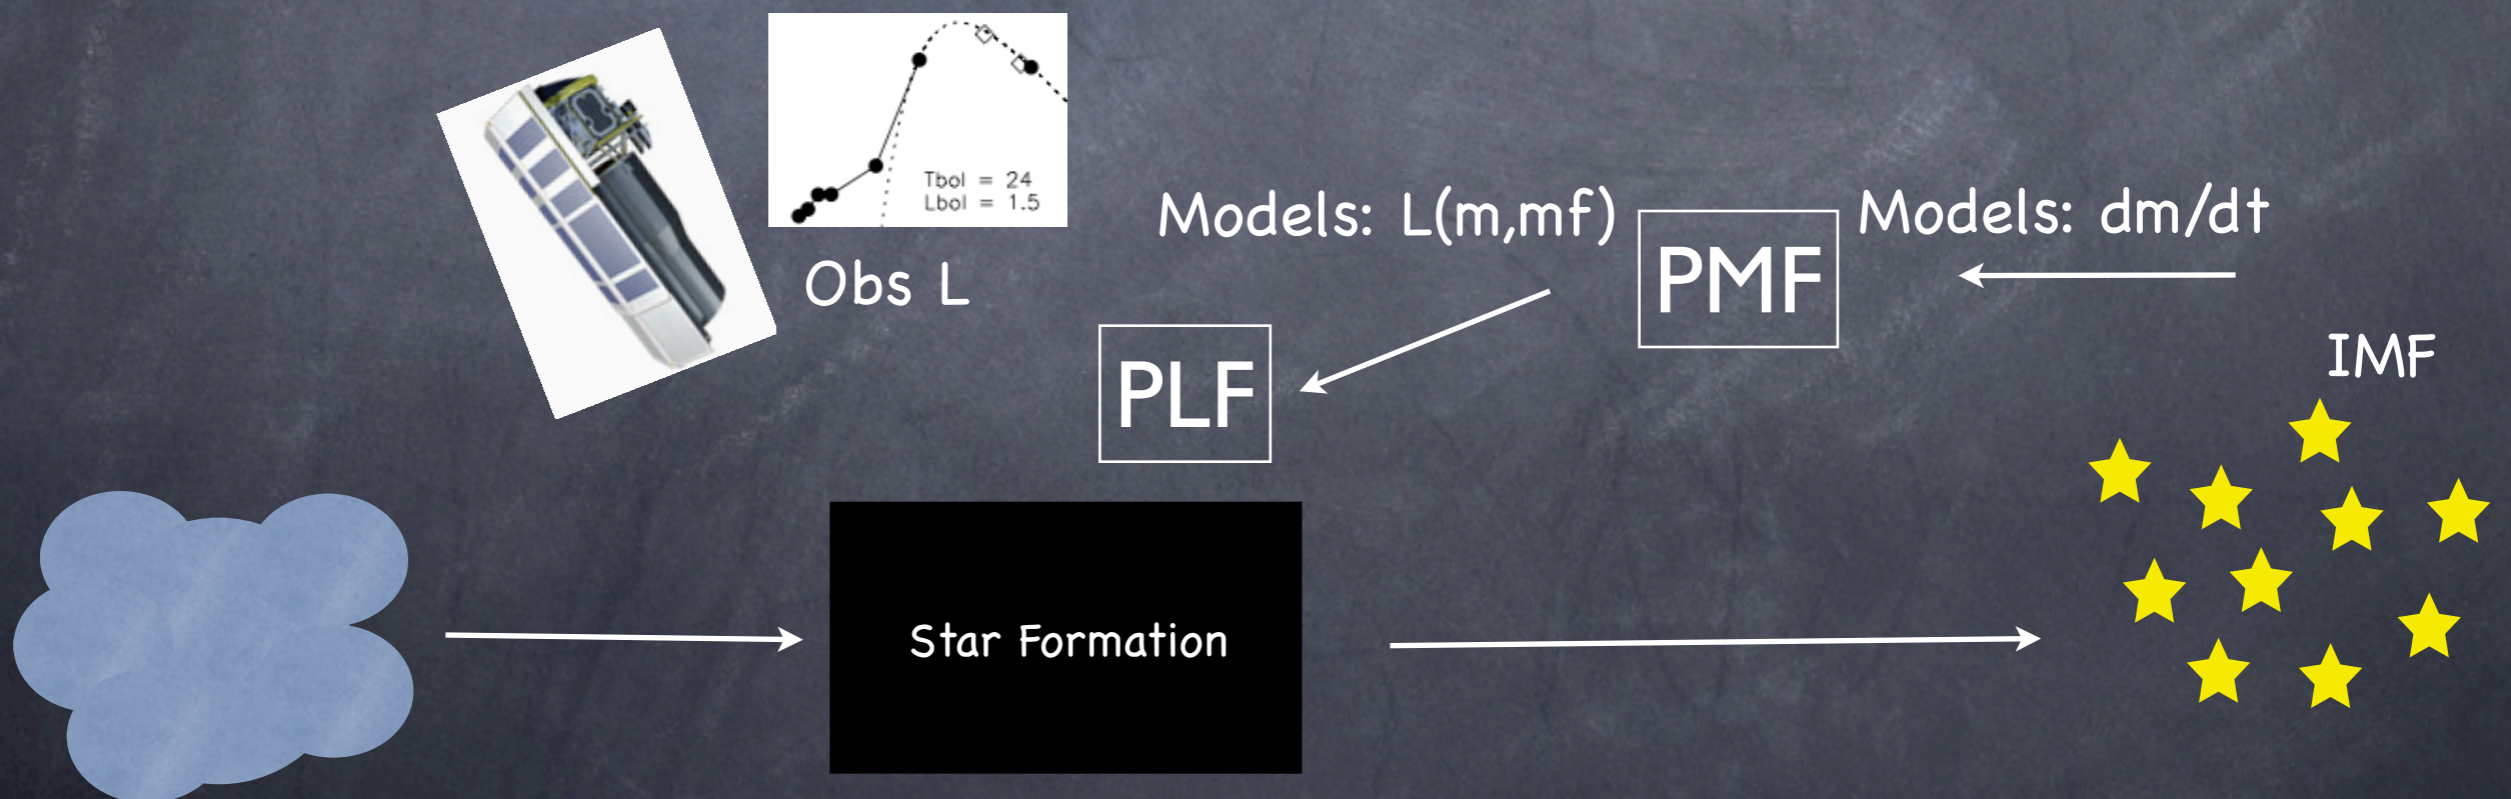 Tbol = 24
Lbol = 1.5
Obs L
Models: L(m,mf)
PMF
Models: dm/dt
PLF
IMF
Star Formation